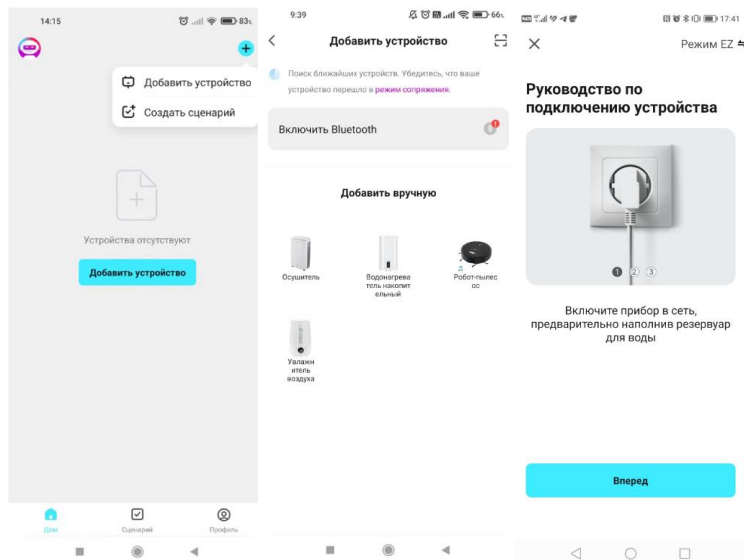 14:15
83%
Добавить устройство
Создать сценарий
Устройства отсутствуют
Добавить устройство
Дом
Сценарий
Профиль
9:39
66%
Добавить устройство
Поиск ближайших устройств. Убедитесь, что ваше
устройство перешло в режим сопряжения.
Включить Bluetooth
Добавить вручную
Осушитель
Водонагрева
тель накопит
ельный
Робот-пылес
ос
Увлажн
итель
воздуха
17:41
Режим EZ
Руководство по
подключению устройства
1 2 3
Включите прибор в сеть,
предварительно наполнив резервуар
для воды
Вперед